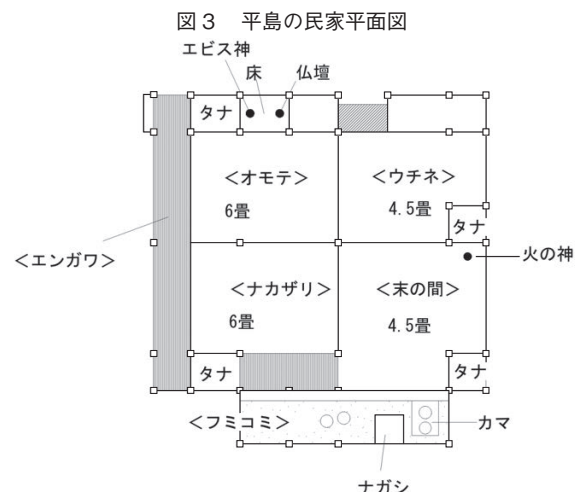 図３　平島の民家平面図
エビス神
床
仏壇
タナ
＜オモテ＞
6畳
＜ウチネ＞
4.5畳
タナ
＜エンガワ＞
火の神
＜ナカザリ＞
6畳
＜末の間＞
4.5畳
タナ
タナ
＜フミコミ＞
カマ
ナガシ